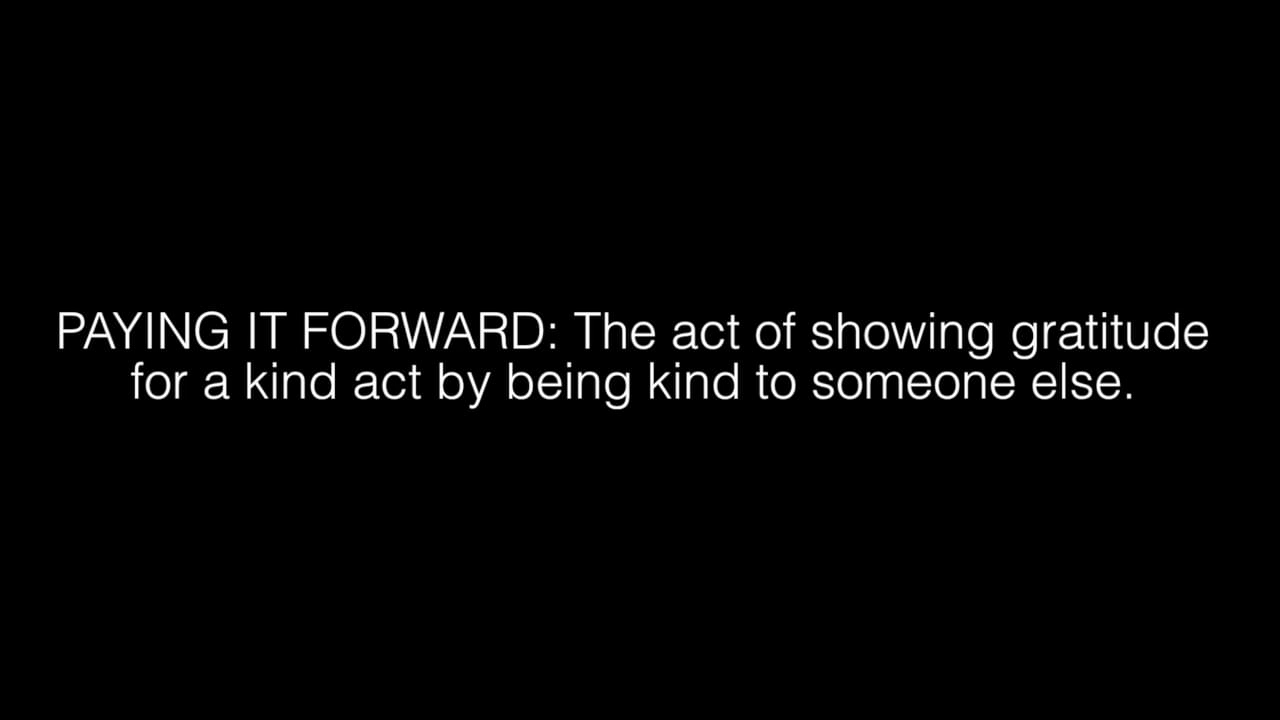 PAYING IT FORWARD: The act of showing gratitude
for a kind act by being kind to someone else.